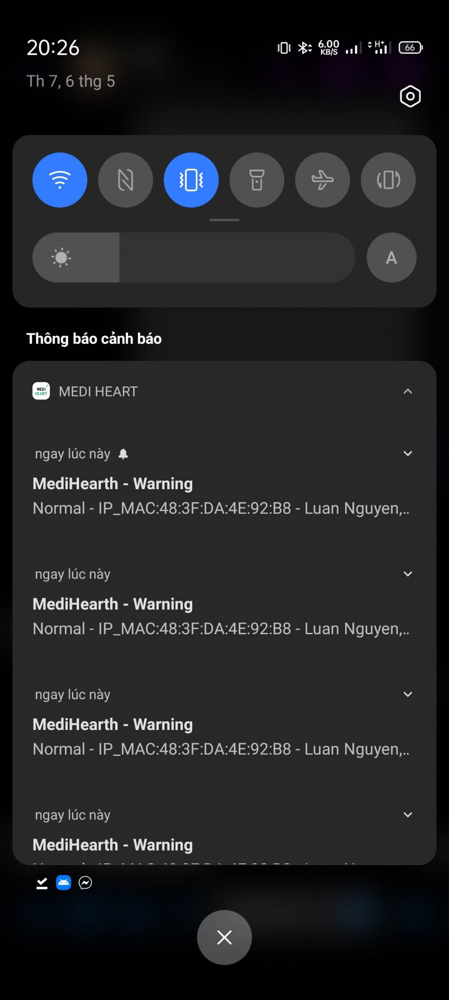 20:26
6.00
KB/S
H+
66
Th 7, 6 thg 5
A
Thông báo cảnh báo
MEDI
HEART
MEDI HEART
ngay lúc này
MediHearth - Warning
Normal - IP_MAC:48:3F:DA:4E:92:B8 - Luan Nguyen,..
ngay lúc này
MediHearth - Warning
Normal - IP_MAC:48:3F:DA:4E:92:B8 - Luan Nguyen,..
ngay lúc này
MediHearth - Warning
Normal - IP_MAC:48:3F:DA:4E:92:B8 - Luan Nguyen,..
ngay lúc này
MediHearth - Warning